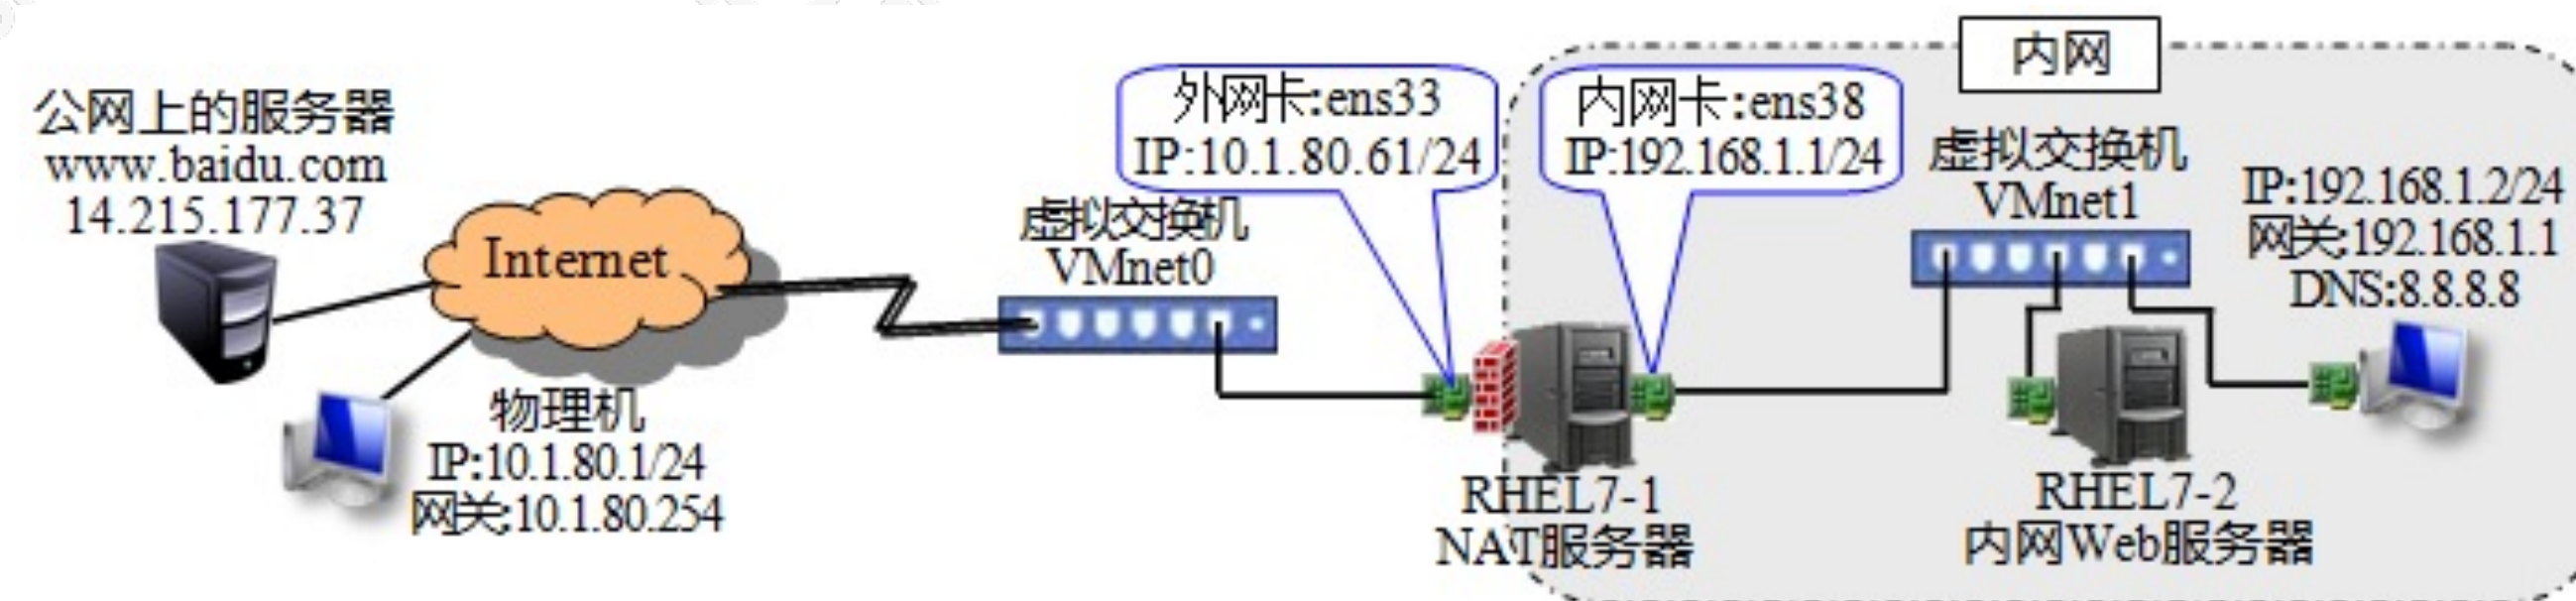 公网上的服务器
www.baidu.com
14.215.177.37
Internet
物理机
IP:10.1.80.1/24
网关:10.1.80.254
虚拟交换机
VMnet0
外网卡:ens33
IP:10.1.80.61/24
内网卡:ens38
IP:192.168.1.1/24
RHEL7-1
NAT服务器
内网
虚拟交换机
VMnet1
RHEL7-2
内网Web服务器
IP:192.168.1.2/24
网关:192.168.1.1
DNS:8.8.8.8